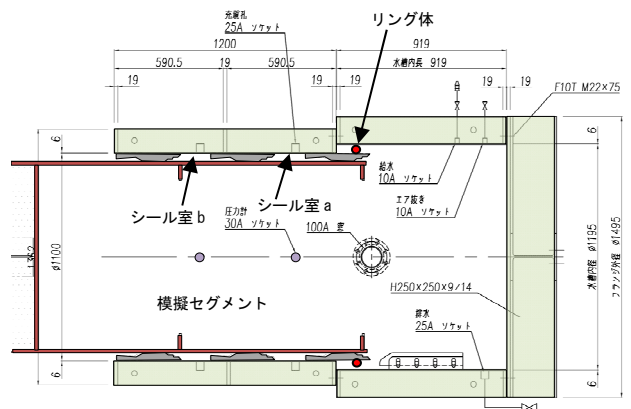 充填孔
25A ソケット
リング体
1200
919
590.5
19
590.5
水槽内長 919
19
19
19
19
19
F10T M22×75
6
6
給水
10A ソケット
エア抜き
10A ソケット
シール室 b
シール室 a
圧力計
30A ソケット
100A 窓
φ1100
模擬セグメント
H250×250×9/14
水槽内径 φ1195
フランジ外径 φ1495
排水
25A ソケット
6
6